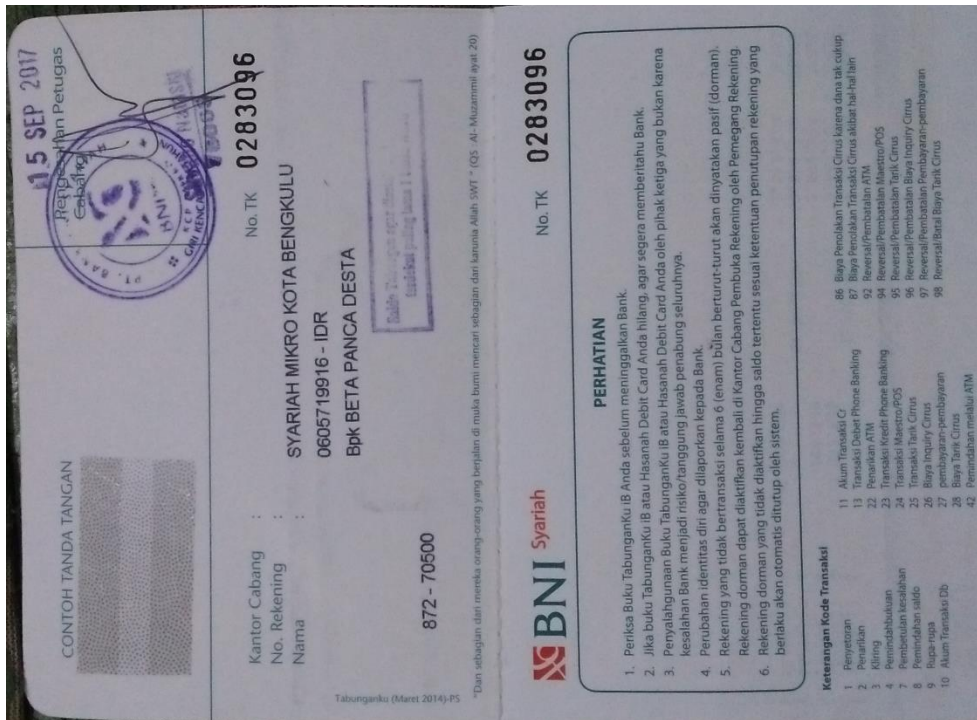 CONTOH TANDA TANGAN
15 SEP 2017
Pengesahan Petugas
Cabang
PT. BANK
BNI
KCP
GIRI KENCANA
Kantor Cabang :
No. Rekening :
Nama :
No. TK 0283096
SYARIAH MIKRO KOTA BENGKULU
0605719916 - IDR
Bpk BETA PANCA DESTA
872 - 70500
Tabunganku (Maret 2014)-PS
"Dan sebagian dari mereka orang-orang yang berjalan di muka bumi mencari sebagian dari karunia Allah SWT " (QS Al- Muzammil ayat 20)
BNI Syariah
No. TK 0283096
PERHATIAN
1. Periksa Buku TabunganKu iB Anda sebelum meninggalkan Bank.
2. Jika buku TabunganKu iB atau Hasanah Debit Card Anda hilang, agar segera memberitahu Bank.
3. Penyalahgunaan Buku TabunganKu iB atau Hasanah Debit Card Anda oleh pihak ketiga yang bukan karena
kesalahan Bank menjadi risiko/tanggung jawab penabung seluruhnya.
4. Perubahan identitas diri agar dilaporkan kepada Bank.
5. Rekening yang tidak bertransaksi selama 6 (enam) bulan berturut-turut akan dinyatakan pasif (dorman).
Rekening dorman dapat diaktifkan kembali di Kantor Cabang Pembuka Rekening oleh Pemegang Rekening.
6. Rekening dorman yang tidak diaktifkan hingga saldo tertentu sesuai ketentuan penutupan rekening yang
berlaku akan otomatis ditutup oleh sistem.
Keterangan Kode Transaksi
1 Penyetoran
2 Penarikan
3 Kliring
4 Pemindahbukuan
7 Pembetulan kesalahan
8 Pemindahan saldo
9 Rupa-rupa
10 Akum Transaksi Db
11 Akum Transaksi Cr
13 Transaksi Debet Phone Banking
22 Penarikan ATM
23 Transaksi Kredit Phone Banking
24 Transaksi Maestro/POS
25 Transaksi Tarik Cirrus
26 Biaya Inquiry Cirrus
27 pembayaran-pembayaran
28 Biaya Tarik Cirrus
42 Pemindahan melalui ATM
86 Biaya Penolakan Transaksi Cirrus karena dana tak cukup
87 Biaya Penolakan Transaksi Cirrus akibat hal-hal lain
92 Reversal/Pembatalan ATM
94 Reversal/Pembatalan Maestro/POS
95 Reversal/Pembatalan Tarik Cirrus
96 Reversal/Pembatalan Biaya Inquiry Cirrus
97 Reversal/Pembatalan Pembayaran-pembayaran
98 Reversal/Batal Biaya Tarik Cirrus